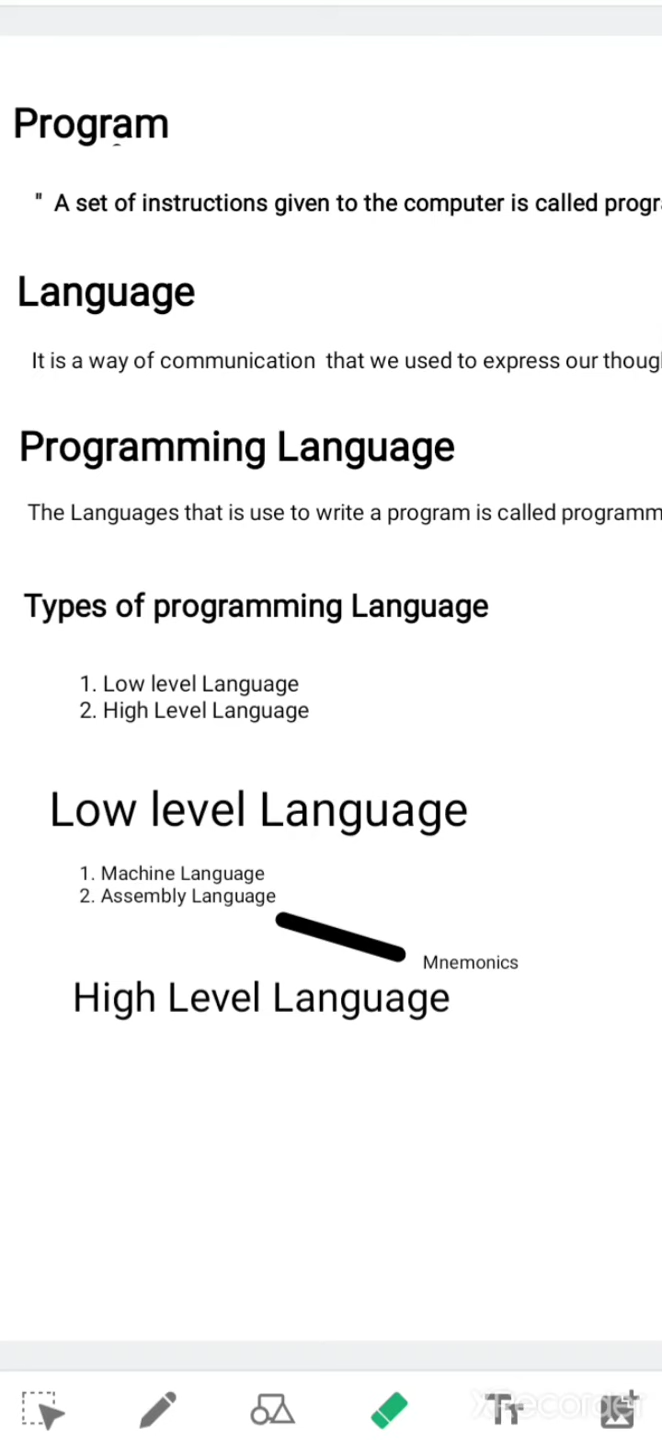 Program
" A set of instructions given to the computer is called progr
Language
It is a way of communication that we used to express our thoug
Programming Language
The Languages that is use to write a program is called programm
Types of programming Language
1. Low level Language
2. High Level Language
Low level Language
1. Machine Language
2. Assembly Language
Mnemonics
High Level Language
XRecorder